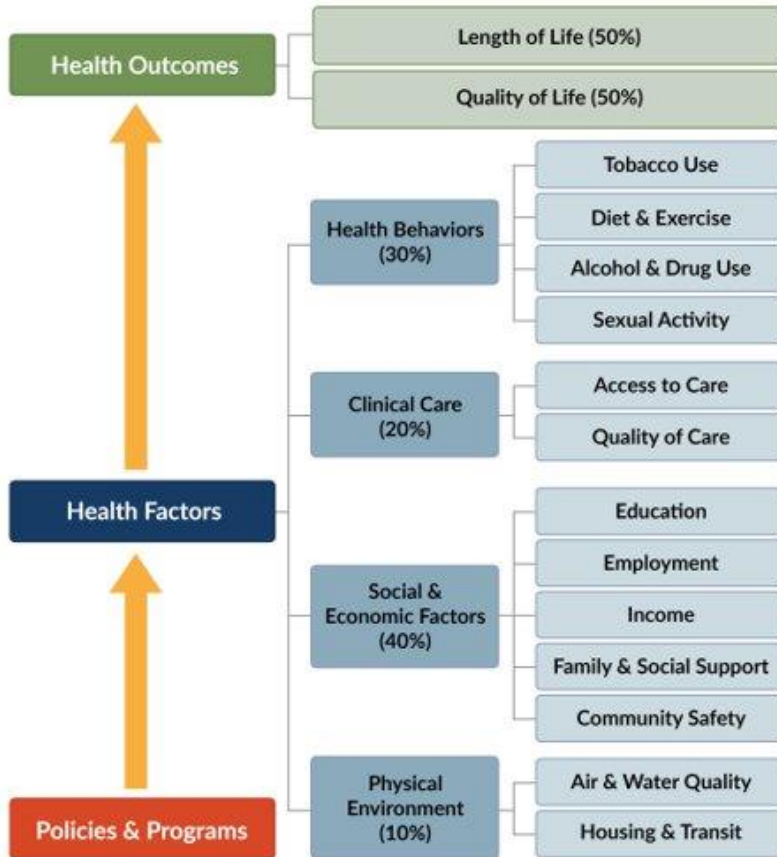 Health Outcomes
Length of Life (50%)
Quality of Life (50%)
Health Factors
Health Behaviors
(30%)
Tobacco Use
Diet & Exercise
Alcohol & Drug Use
Sexual Activity
Clinical Care
(20%)
Access to Care
Quality of Care
Social &
Economic Factors
(40%)
Education
Employment
Income
Family & Social Support
Community Safety
Physical
Environment
(10%)
Air & Water Quality
Housing & Transit
Policies & Programs